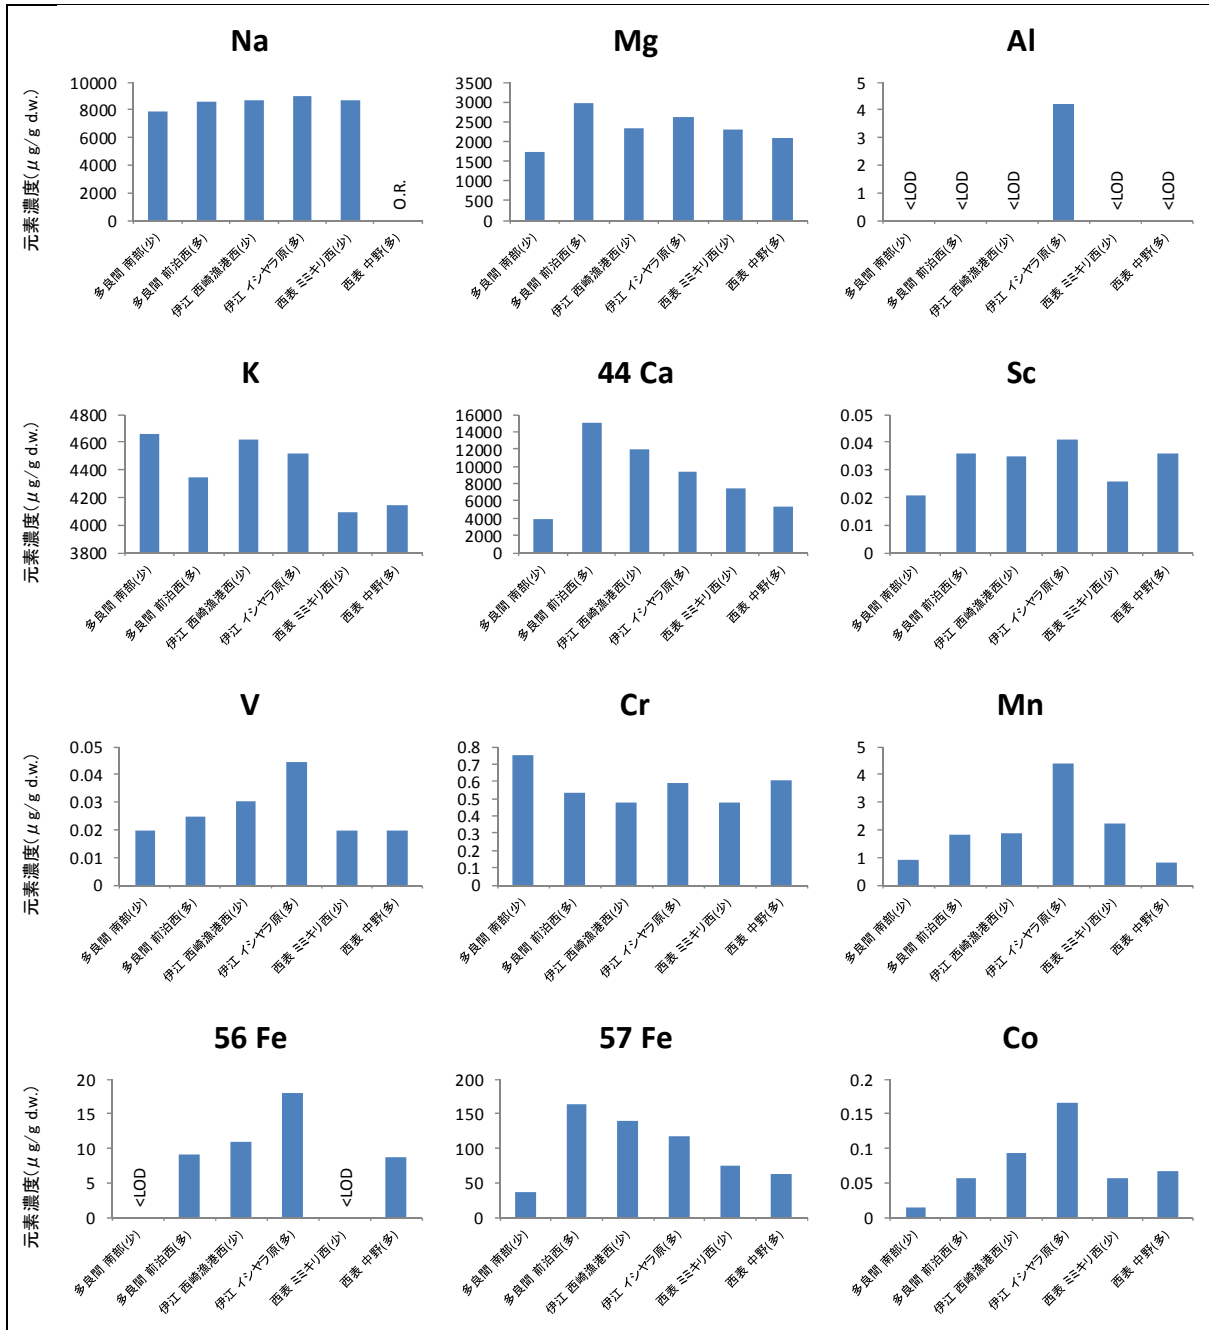 Na
Mg
Al
元素濃度(μg/g d.w.)
10000
8000
6000
4000
2000
0
O.R.
3500
3000
2500
2000
1500
1000
500
0
5
4
3
2
1
0
<LOD
<LOD
<LOD
<LOD
<LOD
多良間 南部(少)
多良間 前泊西(多)
伊江 西崎漁港西(少)
伊江 イシヤラ原(多)
西表 ミミキリ西(少)
西表 中野(多)
多良間 南部(少)
多良間 前泊西(多)
伊江 西崎漁港西(少)
伊江 イシヤラ原(多)
西表 ミミキリ西(少)
西表 中野(多)
多良間 南部(少)
多良間 前泊西(多)
伊江 西崎漁港西(少)
伊江 イシヤラ原(多)
西表 ミミキリ西(少)
西表 中野(多)
K
44 Ca
Sc
元素濃度(μg/g d.w.)
4800
4600
4400
4200
4000
3800
16000
14000
12000
10000
8000
6000
4000
2000
0
0.05
0.04
0.03
0.02
0.01
0
多良間 南部(少)
多良間 前泊西(多)
伊江 西崎漁港西(少)
伊江 イシヤラ原(多)
西表 ミミキリ西(少)
西表 中野(多)
多良間 南部(少)
多良間 前泊西(多)
伊江 西崎漁港西(少)
伊江 イシヤラ原(多)
西表 ミミキリ西(少)
西表 中野(多)
多良間 南部(少)
多良間 前泊西(多)
伊江 西崎漁港西(少)
伊江 イシヤラ原(多)
西表 ミミキリ西(少)
西表 中野(多)
V
Cr
Mn
元素濃度(μg/g d.w.)
0.05
0.04
0.03
0.02
0.01
0
0.8
0.7
0.6
0.5
0.4
0.3
0.2
0.1
0
5
4
3
2
1
0
多良間 南部(少)
多良間 前泊西(多)
伊江 西崎漁港西(少)
伊江 イシヤラ原(多)
西表 ミミキリ西(少)
西表 中野(多)
多良間 南部(少)
多良間 前泊西(多)
伊江 西崎漁港西(少)
伊江 イシヤラ原(多)
西表 ミミキリ西(少)
西表 中野(多)
多良間 南部(少)
多良間 前泊西(多)
伊江 西崎漁港西(少)
伊江 イシヤラ原(多)
西表 ミミキリ西(少)
西表 中野(多)
56 Fe
57 Fe
Co
元素濃度(μg/g d.w.)
20
15
10
5
0
<LOD
<LOD
200
150
100
50
0
0.2
0.15
0.1
0.05
0
多良間 南部(少)
多良間 前泊西(多)
伊江 西崎漁港西(少)
伊江 イシヤラ原(多)
西表 ミミキリ西(少)
西表 中野(多)
多良間 南部(少)
多良間 前泊西(多)
伊江 西崎漁港西(少)
伊江 イシヤラ原(多)
西表 ミミキリ西(少)
西表 中野(多)
多良間 南部(少)
多良間 前泊西(多)
伊江 西崎漁港西(少)
伊江 イシヤラ原(多)
西表 ミミキリ西(少)
西表 中野(多)